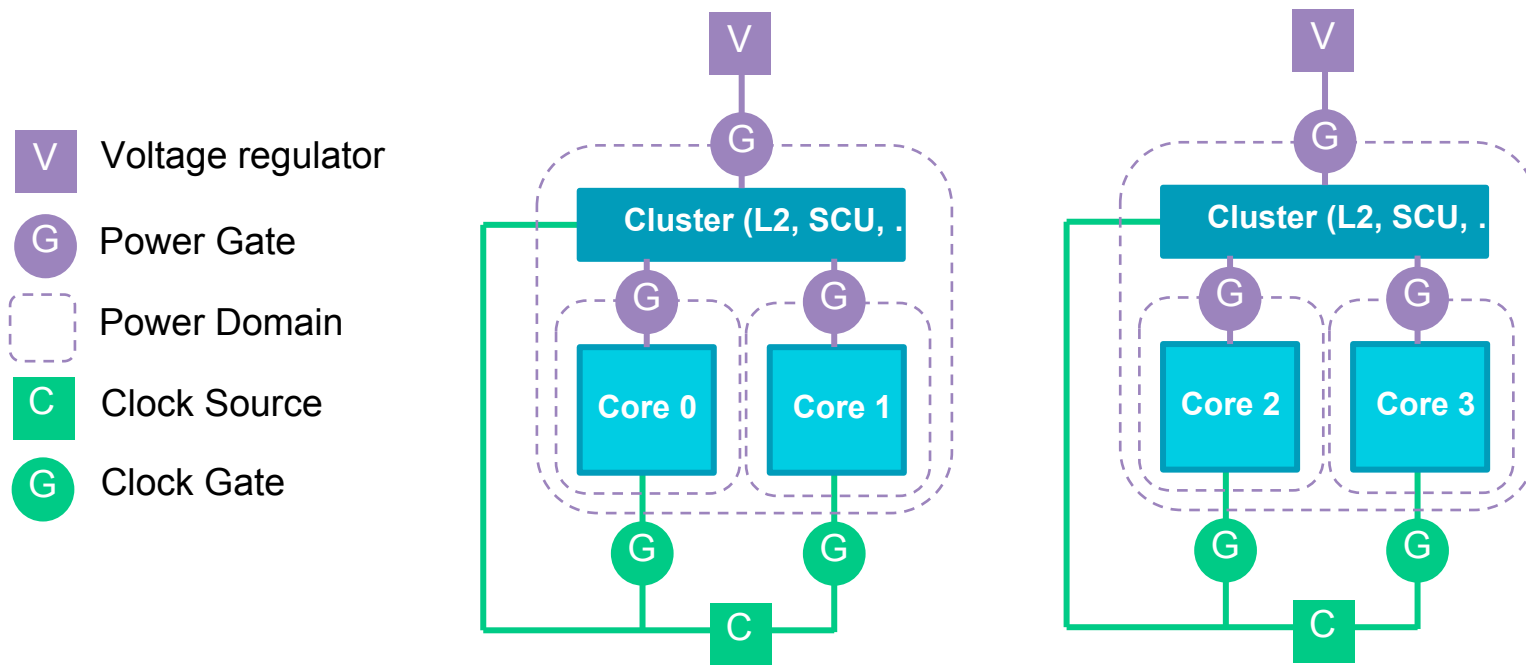 V Voltage regulator
G Power Gate
Power Domain
C Clock Source
G Clock Gate
V
G
Cluster (L2, SCU, .
G G
Core 0 Core 1
G G
C
V
G
Cluster (L2, SCU, .
G G
Core 2 Core 3
G G
C